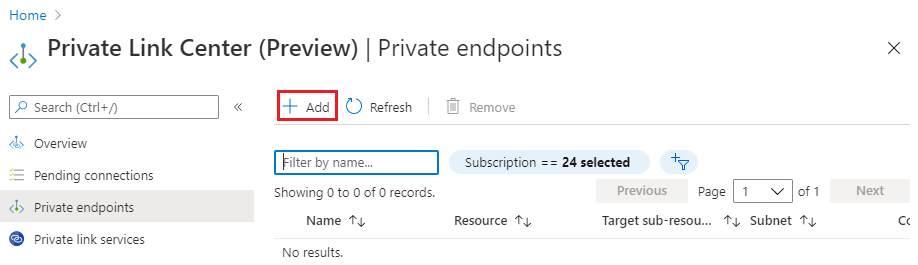 Home >
Private Link Center (Preview) | Private endpoints
Search (Ctrl+/)
Add Refresh Remove
Overview
Pending connections
Private endpoints
Private link services
Filter by name...
Subscription == 24 selected
Showing 0 to 0 of 0 records.
Previous Page 1 of 1 Next
Name Resource Target sub-resou... Subnet Co
No results.